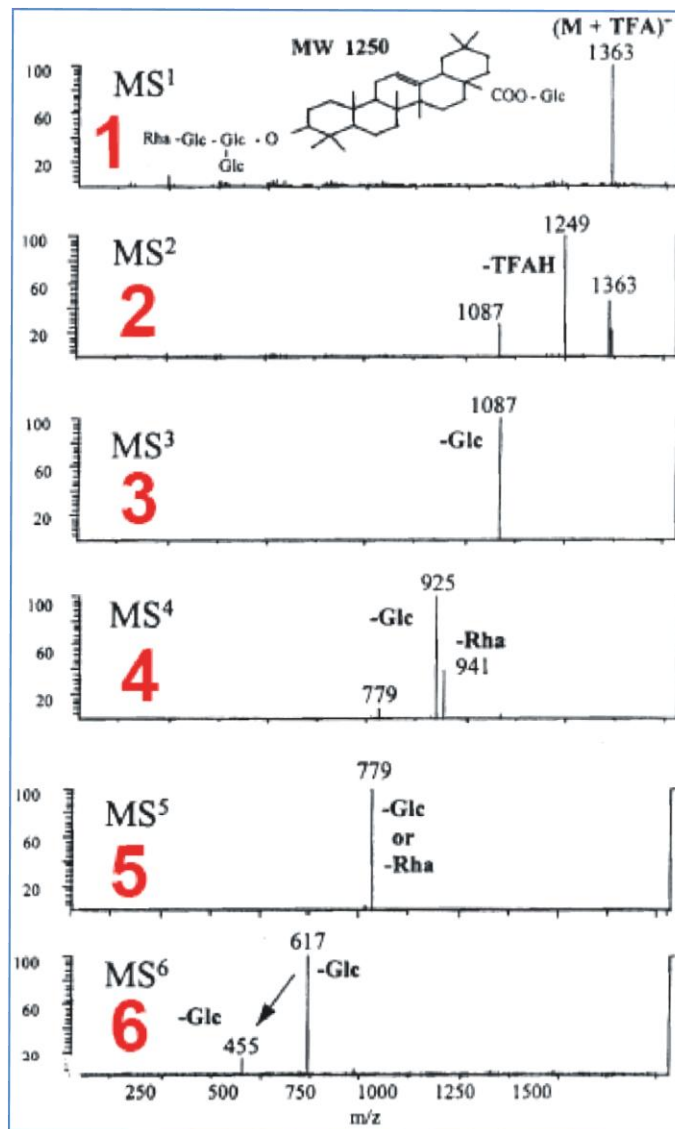 (M + TFA)⁻
MW 1250
1363
100
60
20
MS¹
1
COO - Glc
Rha -Glc - Glc - O
Glc
1249
100
60
20
MS²
2
-TFAH
1363
1087
1087
100
60
20
MS³
3
-Glc
925
100
60
20
MS⁴
4
-Glc
-Rha
941
779
779
100
60
20
MS⁵
5
-Glc
or
-Rha
617
100
60
20
MS⁶
6
-Glc
-Glc
455
250 500 750 1000 1250 1500
m/z